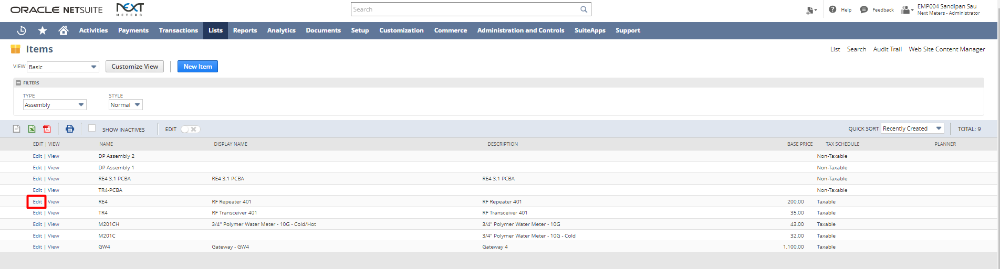 ORACLE NETSUITE NEXT METERS Search Help Feedback EMP004 Sandipan Sau
Next Meters - Administrator
Activities Payments Transactions Lists Reports Analytics Documents Setup Customization Commerce Administration and Controls SuiteApps Support
Items List Search Audit Trail Web Site Content Manager
VIEW Basic Customize View New Item
FILTERS
TYPE STYLE
Assembly Normal
SHOW INACTIVES EDIT QUICK SORT Recently Created TOTAL: 9
EDIT | VIEW NAME DISPLAY NAME DESCRIPTION BASE PRICE TAX SCHEDULE PLANNER
Edit | View DP Assembly 2 Non-Taxable
Edit | View DP Assembly 1 Non-Taxable
Edit | View RE4 3.1 PCBA RE4 3.1 PCBA RE4 3.1 PCBA Non-Taxable
Edit | View TR4-PCBA Non-Taxable
Edit View RE4 RF Repeater 401 RF Repeater 401 200.00 Taxable
Edit | View TR4 RF Transceiver 401 RF Transceiver 401 35.00 Taxable
Edit | View M201CH 3/4" Polymer Water Meter - 10G - Cold/Hot 3/4" Polymer Water Meter - 10G 43.00 Taxable
Edit | View M201C 3/4" Polymer Water Meter - 10G - Cold 32.00 Taxable
Edit | View GW4 Gateway - GW4 Gateway 4 1,100.00 Taxable